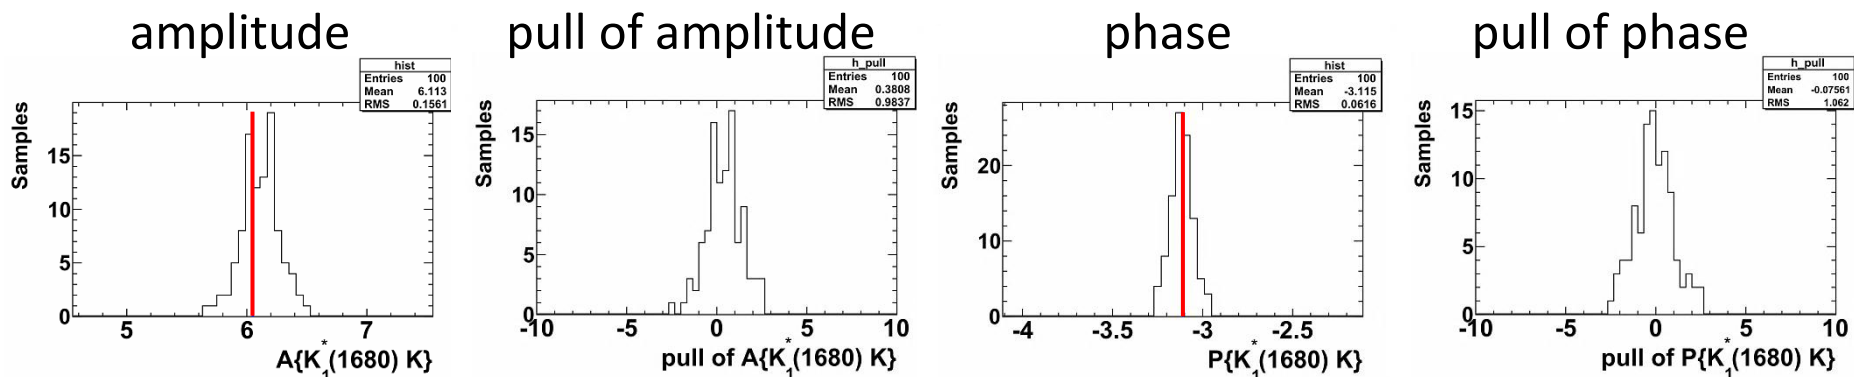 amplitude
pull of amplitude
phase
pull of phase
hist
Entries 100
Mean 6.113
RMS 0.1561
Samples
15
10
5
0
5 6 7
A{K*1(1680) K}
h_pull
Entries 100
Mean 0.3808
RMS 0.9837
Samples
15
10
5
0
-10 -5 0 5 10
pull of A{K*1(1680) K}
hist
Entries 100
Mean -3.115
RMS 0.0616
Samples
20
10
0
-4 -3.5 -3 -2.5
P{K*1(1680) K}
h_pull
Entries 100
Mean -0.07561
RMS 1.062
Samples
15
10
5
0
-10 -5 0 5 10
pull of P{K*1(1680) K}